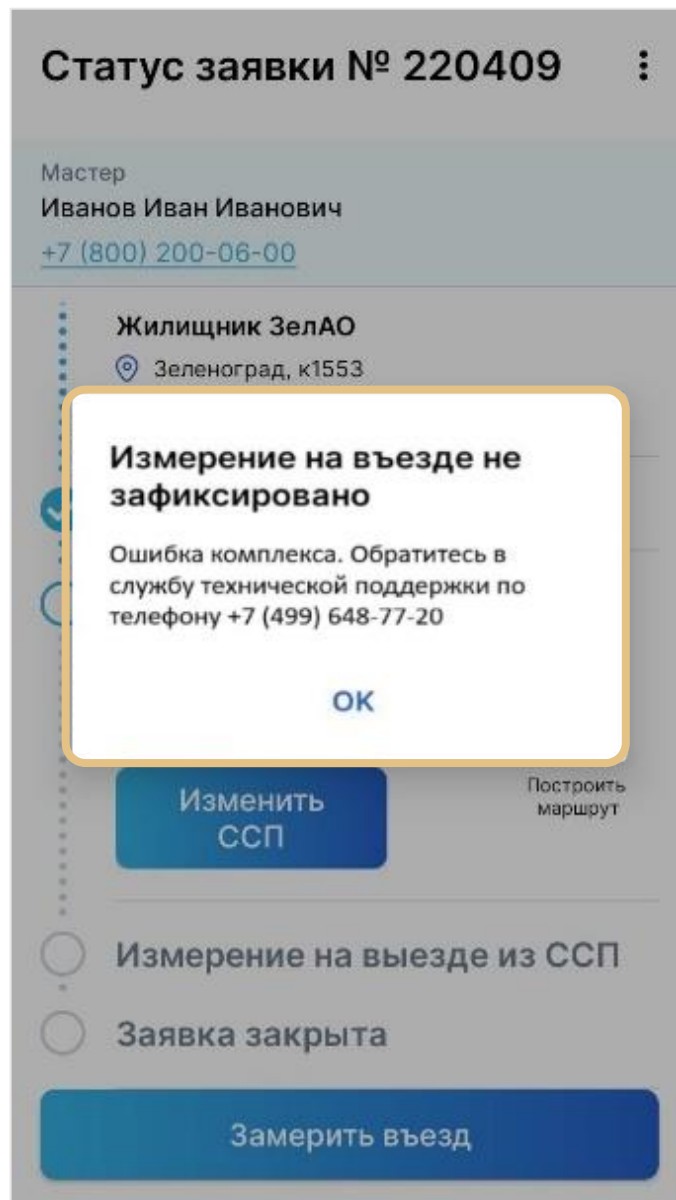 Статус заявки № 220409
Мастер
Иванов Иван Иванович
+7 (800) 200-06-00
Жилищник ЗелАО
Зеленоград, к1553
Измерение на въезде не
зафиксировано
Ошибка комплекса. Обратитесь в
службу технической поддержки по
телефону +7 (499) 648-77-20
ОК
Изменить
ССП
Построить
маршрут
Измерение на выезде из ССП
Заявка закрыта
Замерить въезд